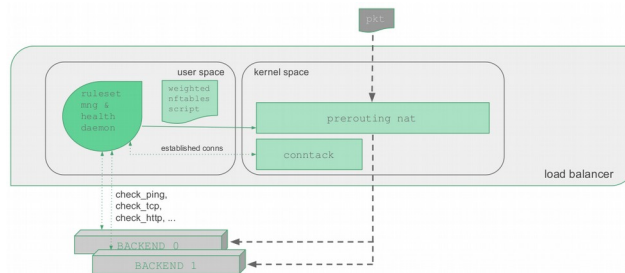 pkt
user space
kernel space
ruleset
mng &
health
daemon
weighted
nftables
script
prerouting nat
established conns
conntack
load balancer
check_ping,
check_tcp,
check_http, ...
BACKEND 0
BACKEND 1